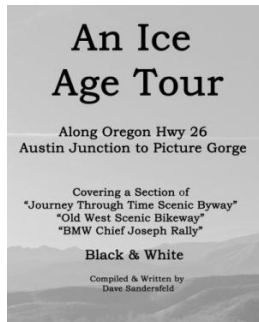 An Ice
Age Tour
Along Oregon Hwy 26
Austin Junction to Picture Gorge
Covering a Section of
“Journey Through Time Scenic Byway”
“Old West Scenic Bikeway”
“BMW Chief Joseph Rally”
Black & White
Compiled & Written by
Dave Sandersfeld